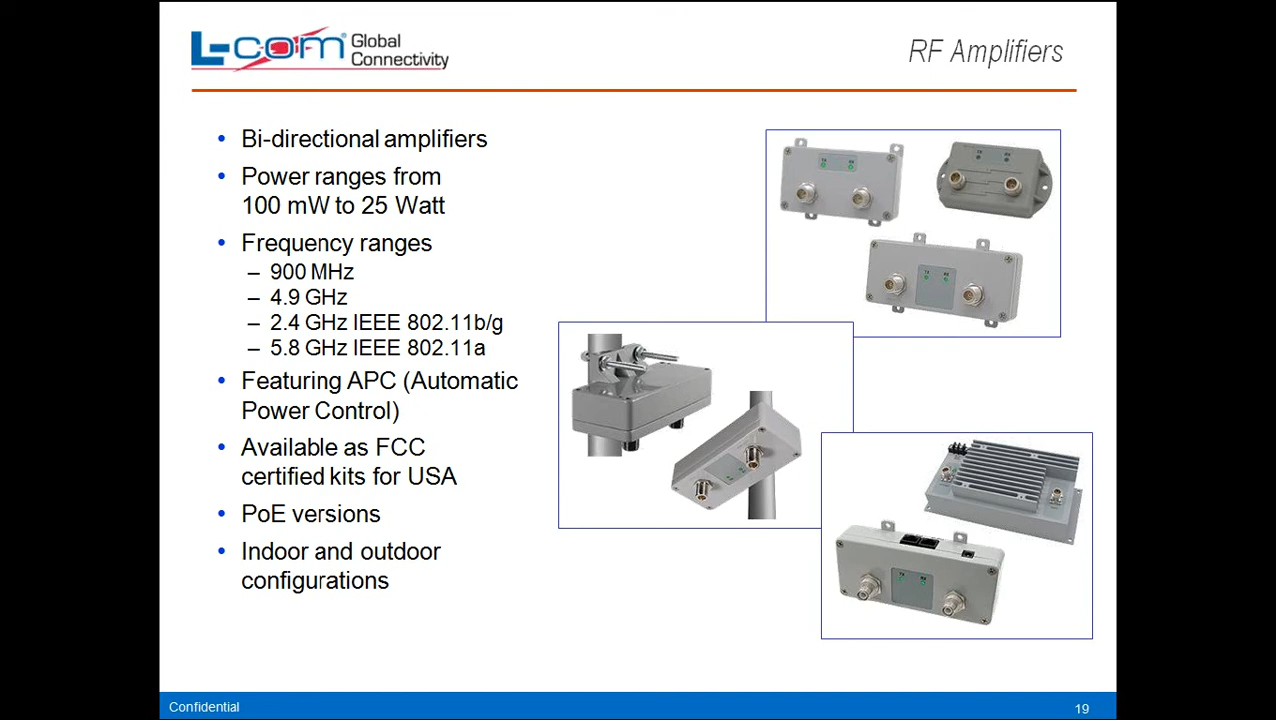 L-com Global
Connectivity
RF Amplifiers
• Bi-directional amplifiers
• Power ranges from
100 mW to 25 Watt
• Frequency ranges
– 900 MHz
– 4.9 GHz
– 2.4 GHz IEEE 802.11b/g
– 5.8 GHz IEEE 802.11a
• Featuring APC (Automatic
Power Control)
• Available as FCC
certified kits for USA
• PoE versions
• Indoor and outdoor
configurations
Confidential
19